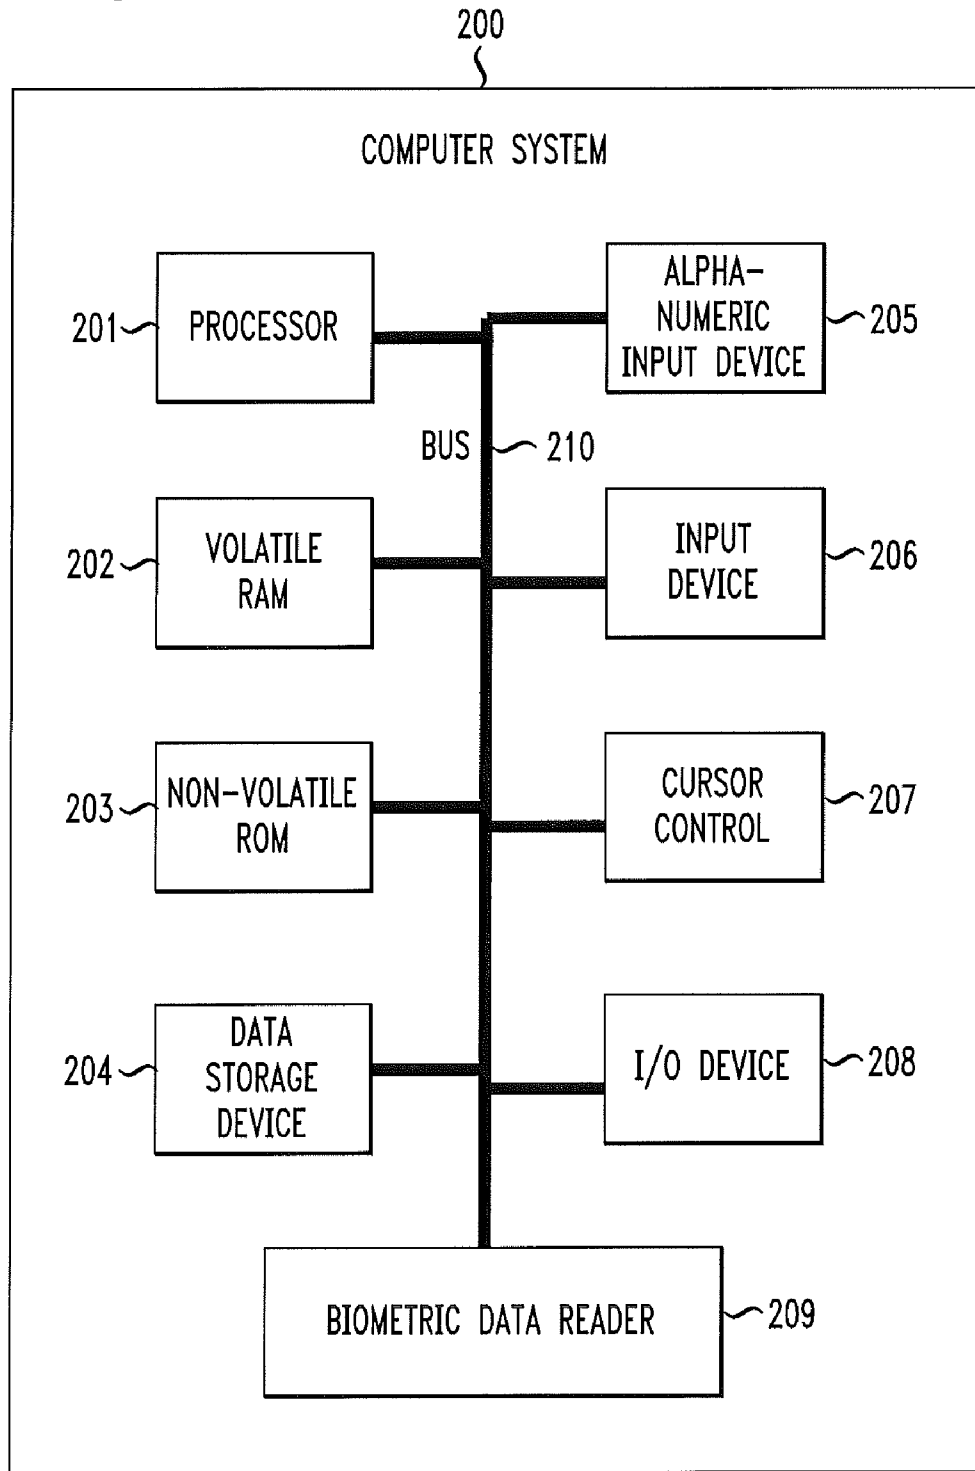 200
COMPUTER SYSTEM
201
PROCESSOR
ALPHA-
NUMERIC
INPUT DEVICE
205
BUS
210
202
VOLATILE
RAM
INPUT
DEVICE
206
203
NON-VOLATILE
ROM
CURSOR
CONTROL
207
204
DATA
STORAGE
DEVICE
I/O DEVICE
208
BIOMETRIC DATA READER
209